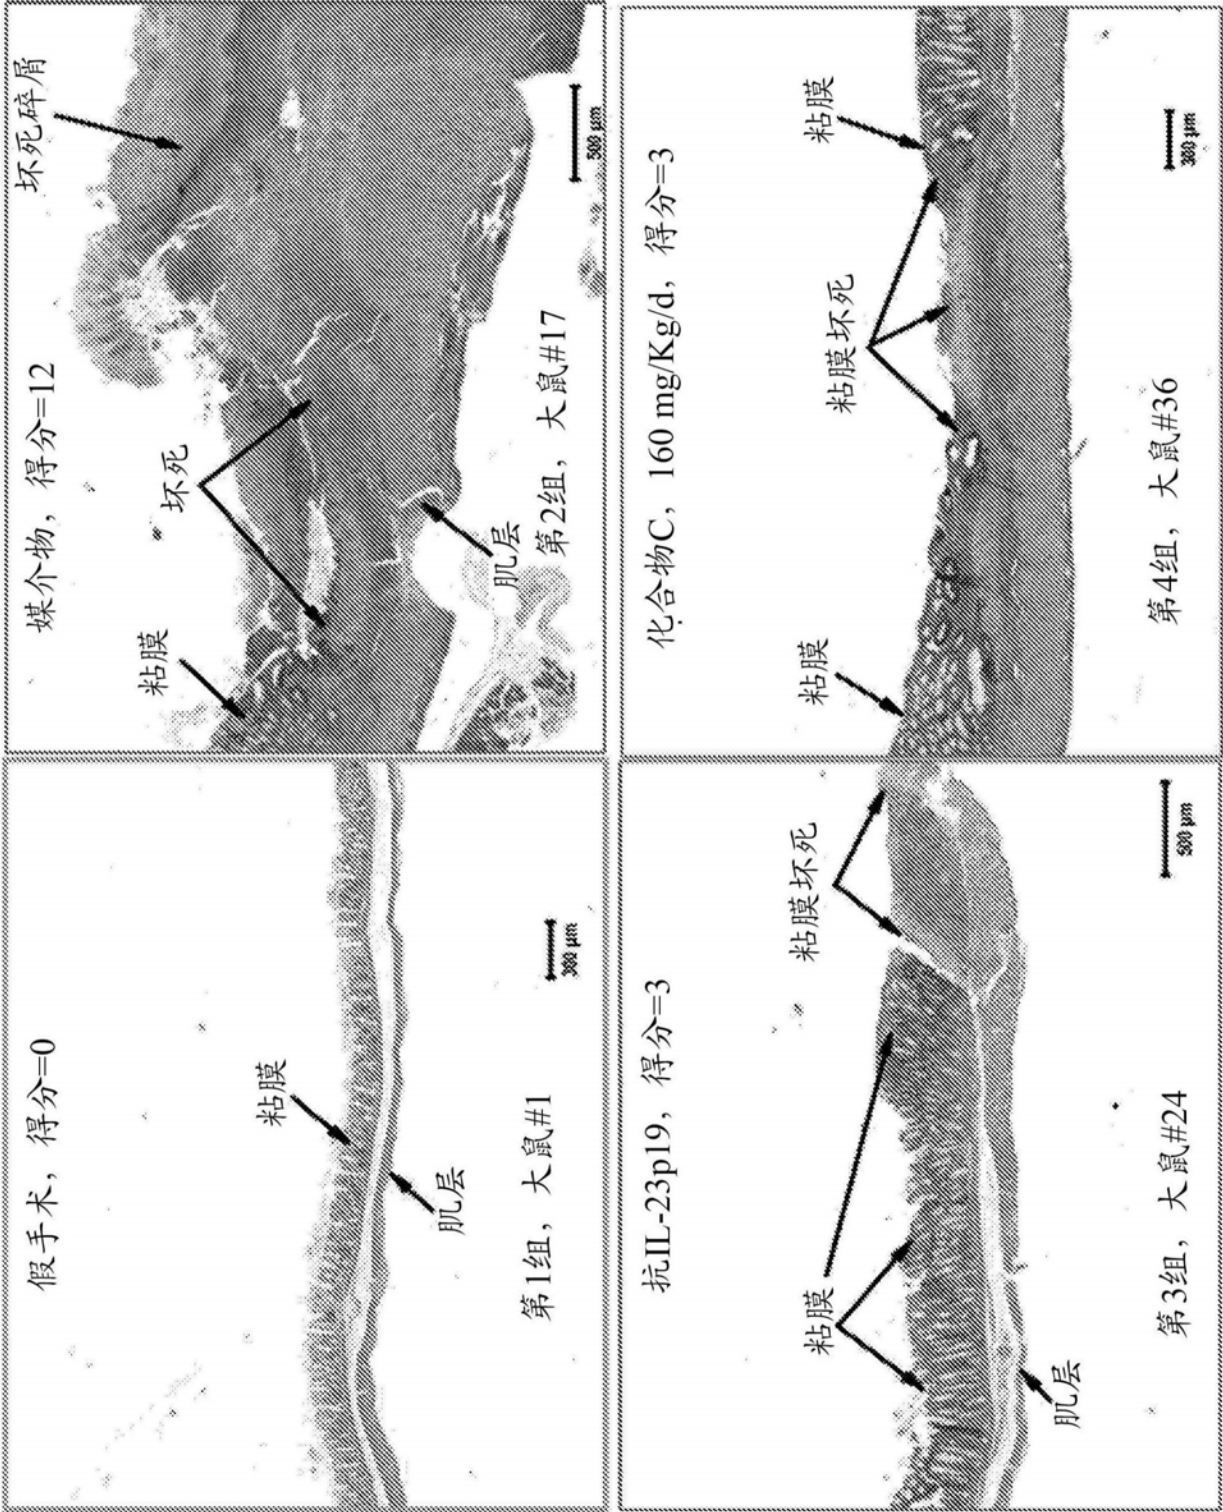 假手术，得分=0
粘膜
肌层
300 μm
第1组，大鼠#1
媒介物，得分=12
坏死碎屑
粘膜
坏死
肌层
500 μm
第2组，大鼠#17
抗IL-23p19，得分=3
粘膜
粘膜坏死
肌层
500 μm
第3组，大鼠#24
化合物C，160 mg/Kg/d，得分=3
粘膜
粘膜坏死
粘膜
300 μm
第4组，大鼠#36